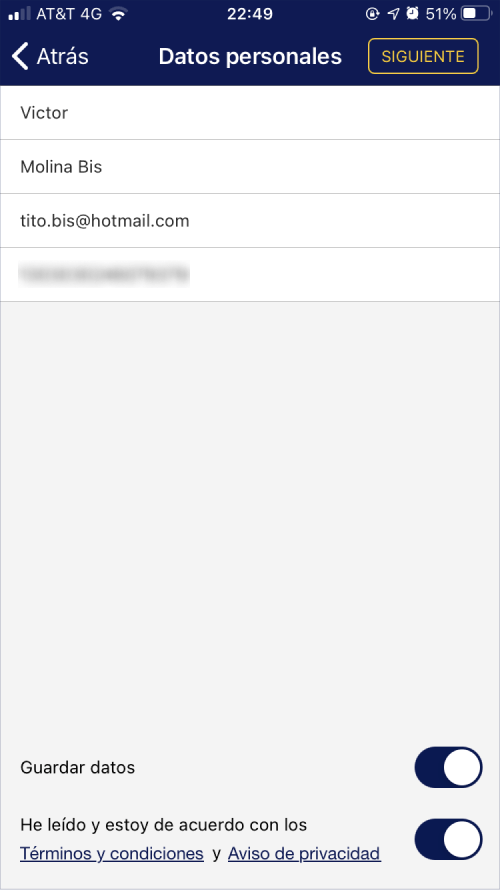 AT&T 4G 22:49 51%
Atrás Datos personales SIGUIENTE
Victor
Molina Bis
tito.bis@hotmail.com
Guardar datos
He leído y estoy de acuerdo con los
Términos y condiciones y Aviso de privacidad